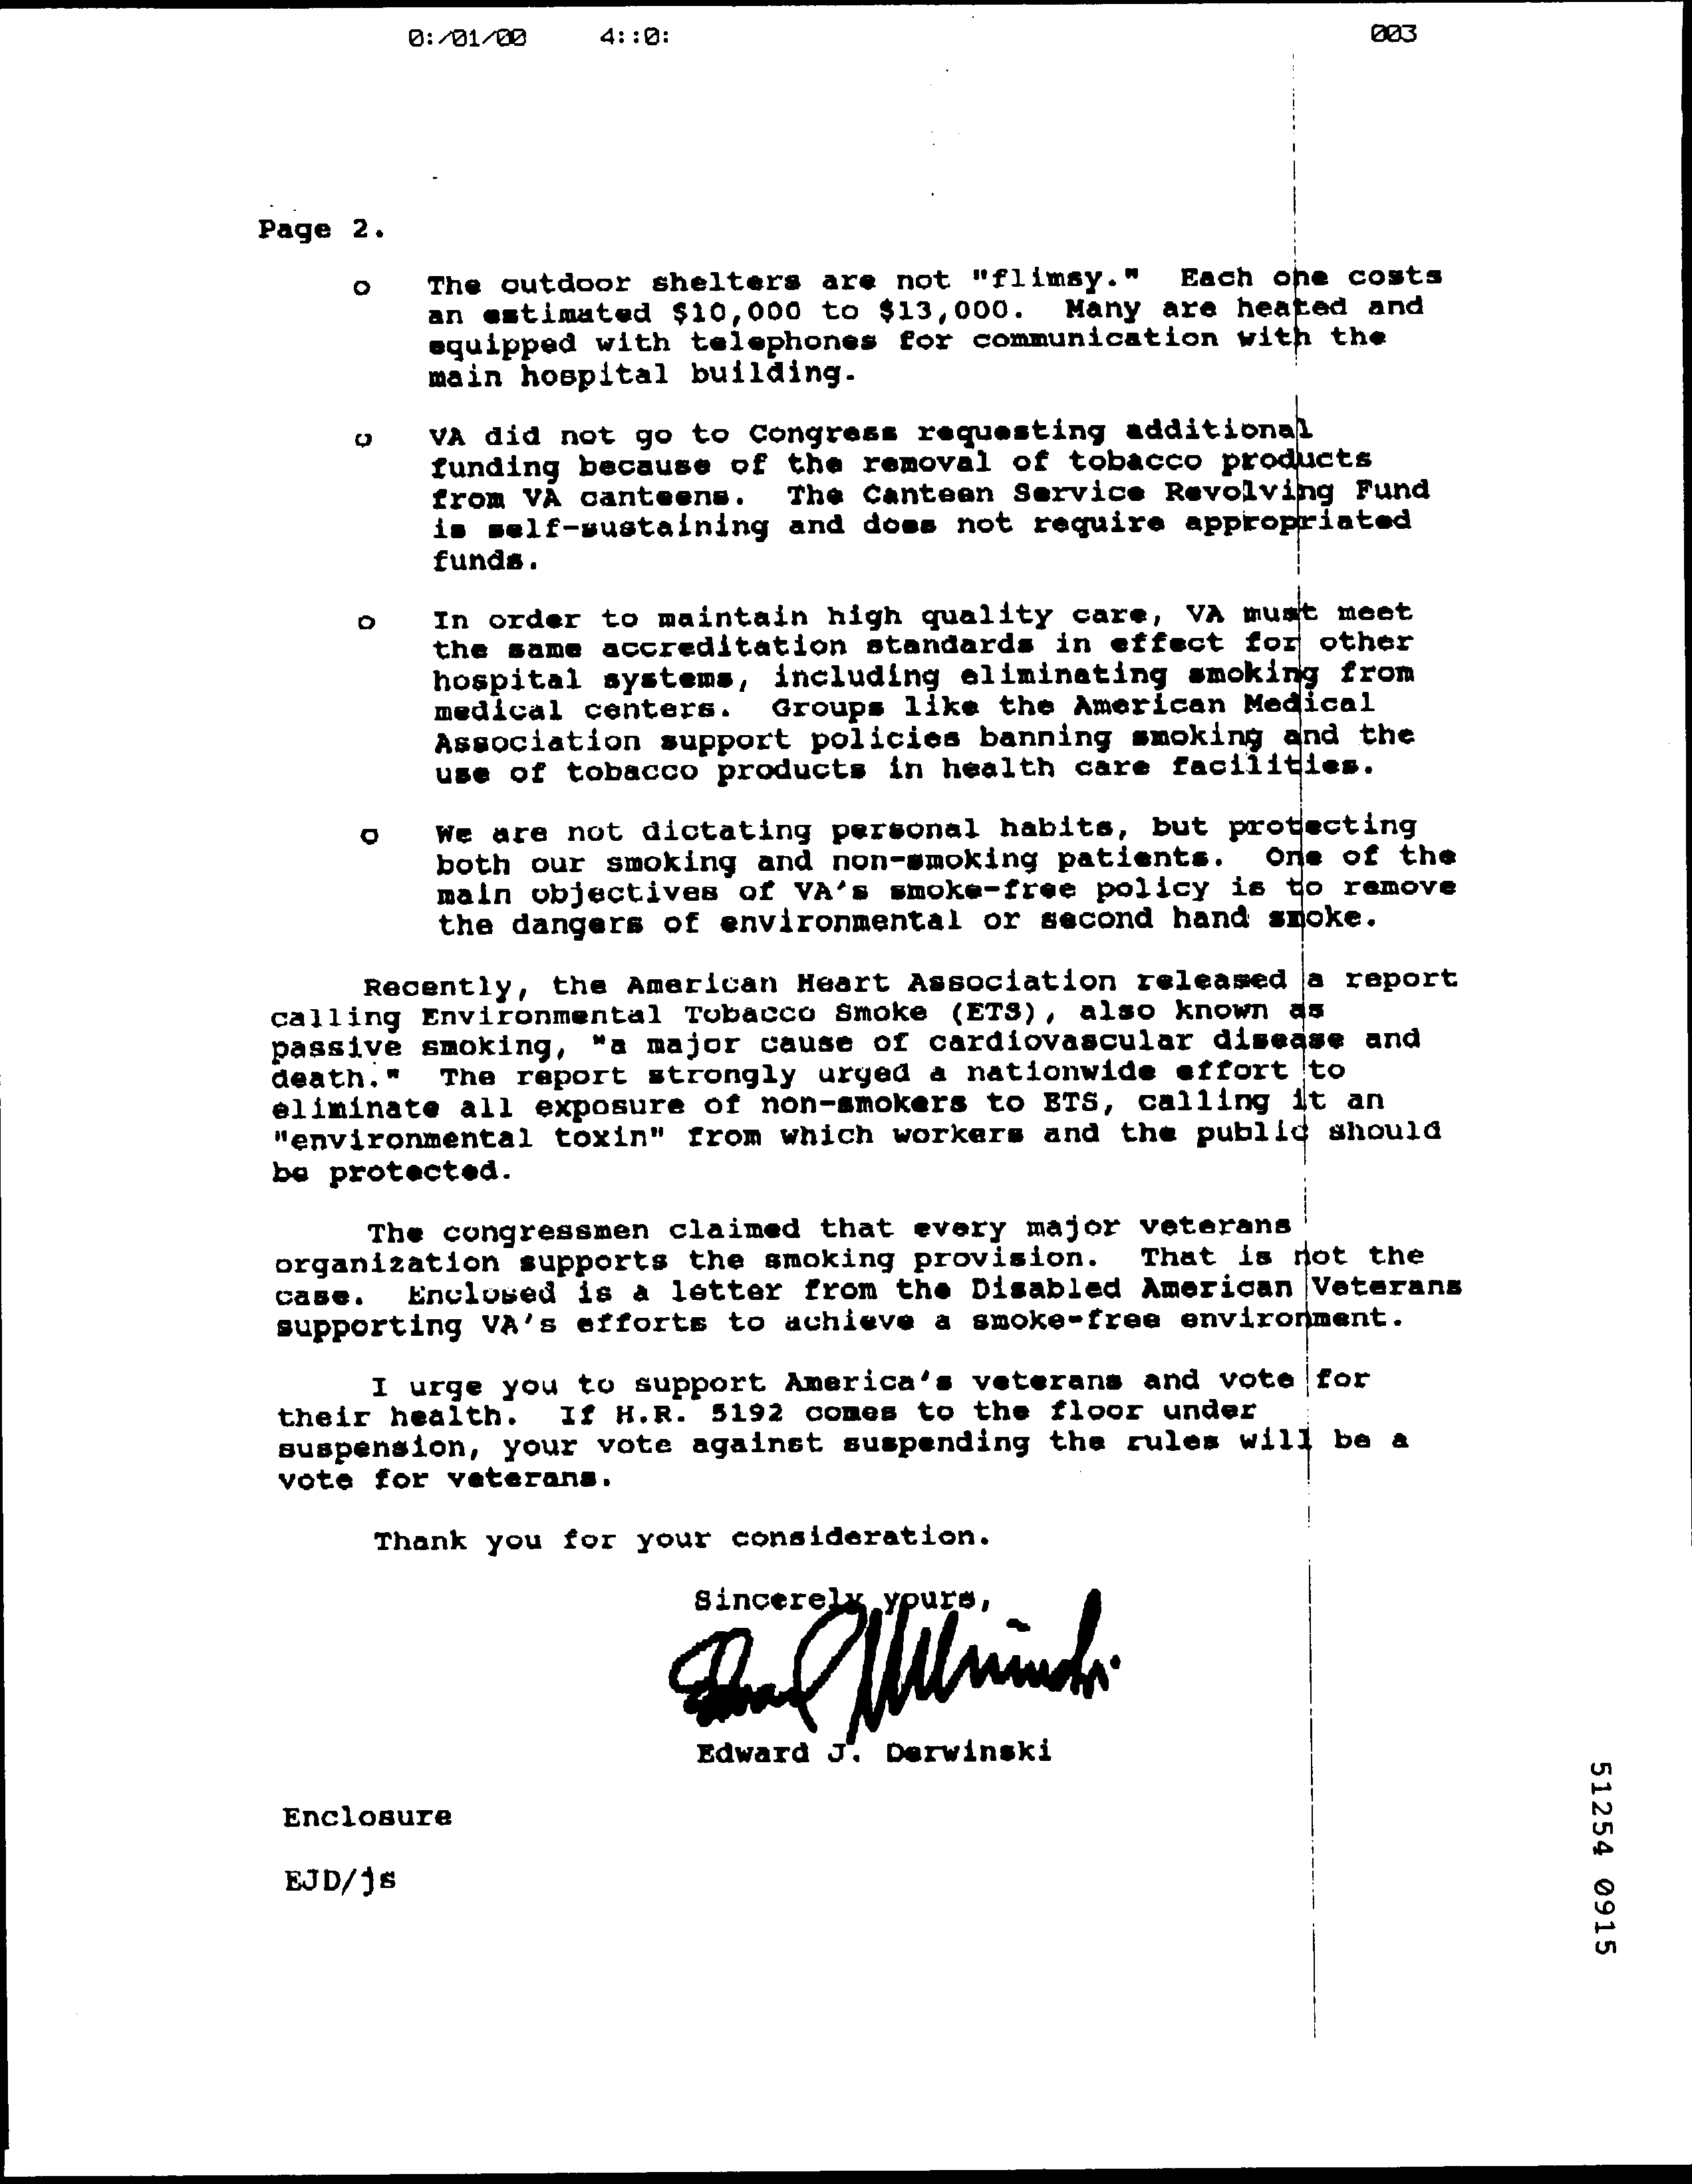 0:/01/00 4::0: 003
Page 2.
o The outdoor shelters are not "flimsy." Each one costs
an estimated $10,000 to $13,000. Many are heated and
equipped with telephones for communication with the
main hospital building.
o VA did not go to Congress requesting additional
funding because of the removal of tobacco products
from VA canteens. The Canteen Service Revolving Fund
is self-sustaining and does not require appropriated
funds.
o In order to maintain high quality care, VA must meet
the same accreditation standards in effect for other
hospital systems, including eliminating smoking from
medical centers. Groups like the American Medical
Association support policies banning smoking and the
use of tobacco products in health care facilities.
o We are not dictating personal habits, but protecting
both our smoking and non-smoking patients. One of the
main objectives of VA's smoke-free policy is to remove
the dangers of environmental or second hand smoke.
Recently, the American Heart Association released a report
calling Environmental Tobacco Smoke (ETS), also known as
passive smoking, "a major cause of cardiovascular disease and
death." The report strongly urged a nationwide effort to
eliminate all exposure of non-smokers to ETS, calling it an
"environmental toxin" from which workers and the public should
be protected.
The congressmen claimed that every major veterans
organization supports the smoking provision. That is not the
case. Enclosed is a letter from the Disabled American Veterans
supporting VA's efforts to achieve a smoke-free environment.
I urge you to support America's veterans and vote for
their health. If H.R. 5192 comes to the floor under
suspension, your vote against suspending the rules will be a
vote for veterans.
Thank you for your consideration.
Sincerely yours,
Edward J. Derwinski
Edward J. Derwinski
Enclosure
EJD/js
51254 0915